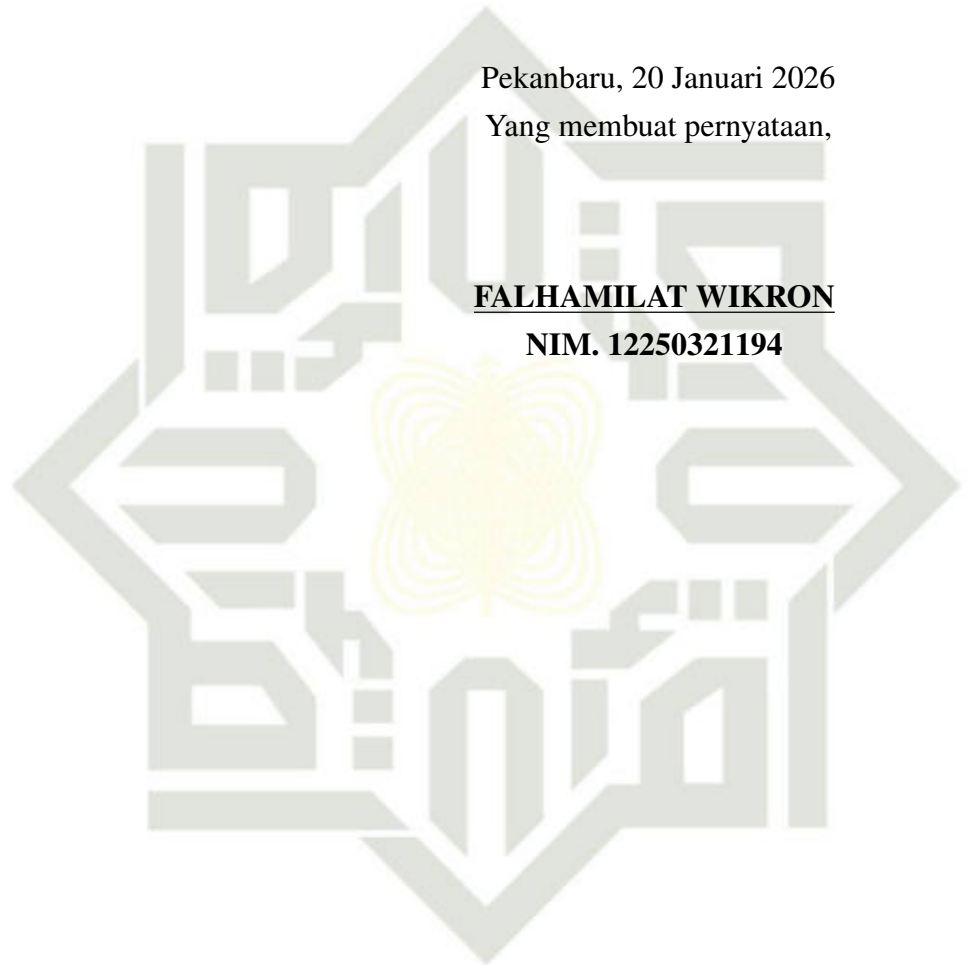 Pekanbaru, 20 Januari 2026
Yang membuat pernyataan,
FALHAMILAT WIKRON
NIM. 12250321194